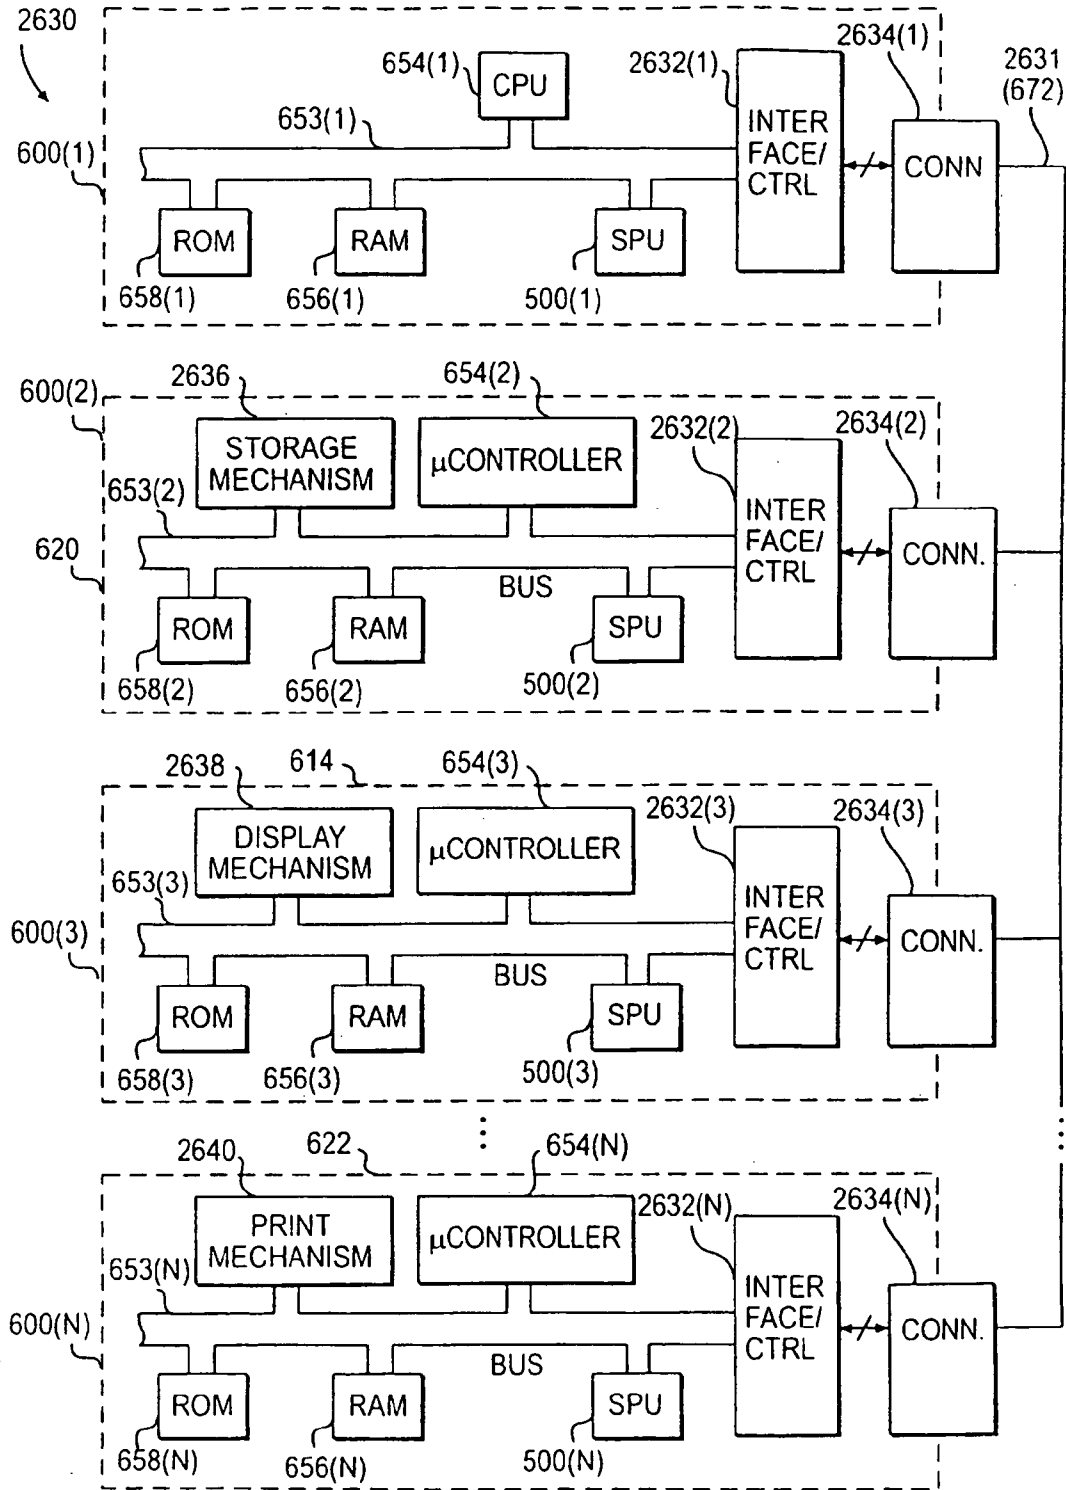 2630
654(1)
CPU
2632(1)
2634(1)
2631
(672)
653(1)
600(1)
INTER
FACE/
CTRL
CONN
ROM
RAM
SPU
658(1)
656(1)
500(1)
600(2)
2636
654(2)
2632(2)
2634(2)
STORAGE
MECHANISM
µCONTROLLER
653(2)
620
INTER
FACE/
CTRL
CONN.
BUS
ROM
RAM
SPU
658(2)
656(2)
500(2)
2638
614
654(3)
2632(3)
2634(3)
DISPLAY
MECHANISM
µCONTROLLER
653(3)
600(3)
INTER
FACE/
CTRL
CONN.
BUS
ROM
RAM
SPU
658(3)
656(3)
500(3)
2640
622
654(N)
2632(N)
2634(N)
PRINT
MECHANISM
µCONTROLLER
653(N)
600(N)
INTER
FACE/
CTRL
CONN.
BUS
ROM
RAM
SPU
658(N)
656(N)
500(N)